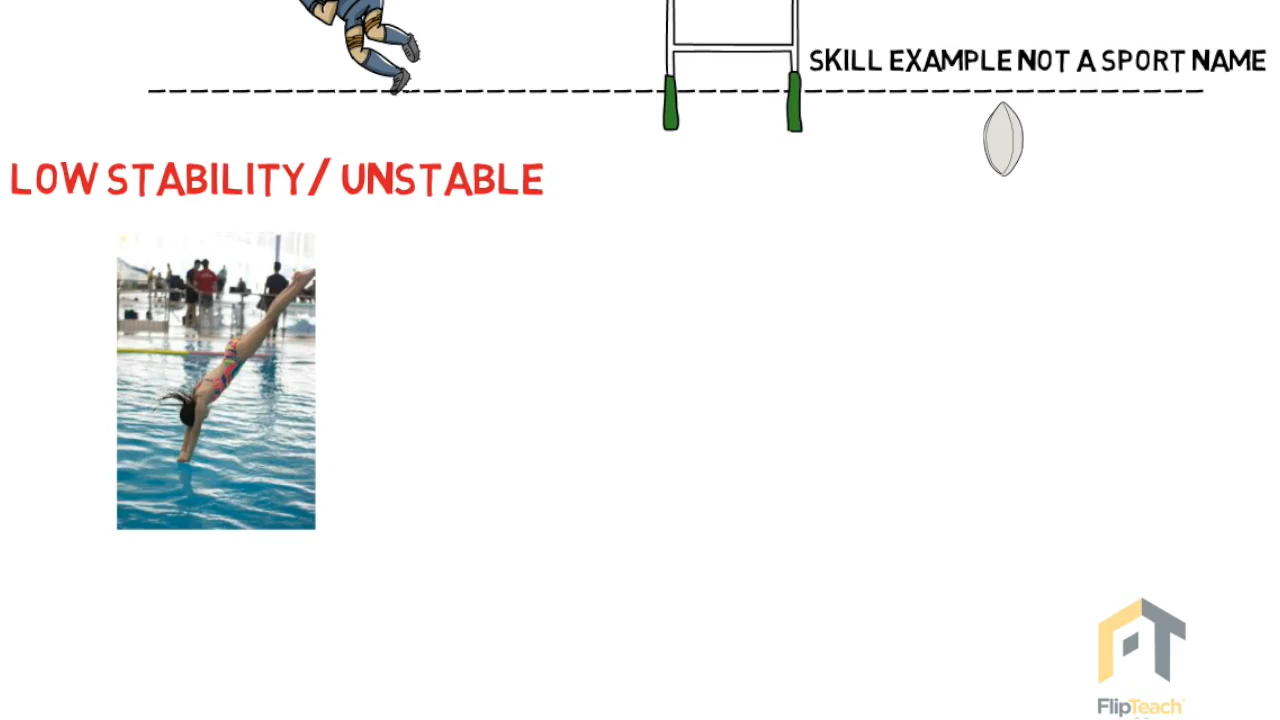 SKILL EXAMPLE NOT A SPORT NAME
LOW STABILITY/ UNSTABLE
FlipTeach